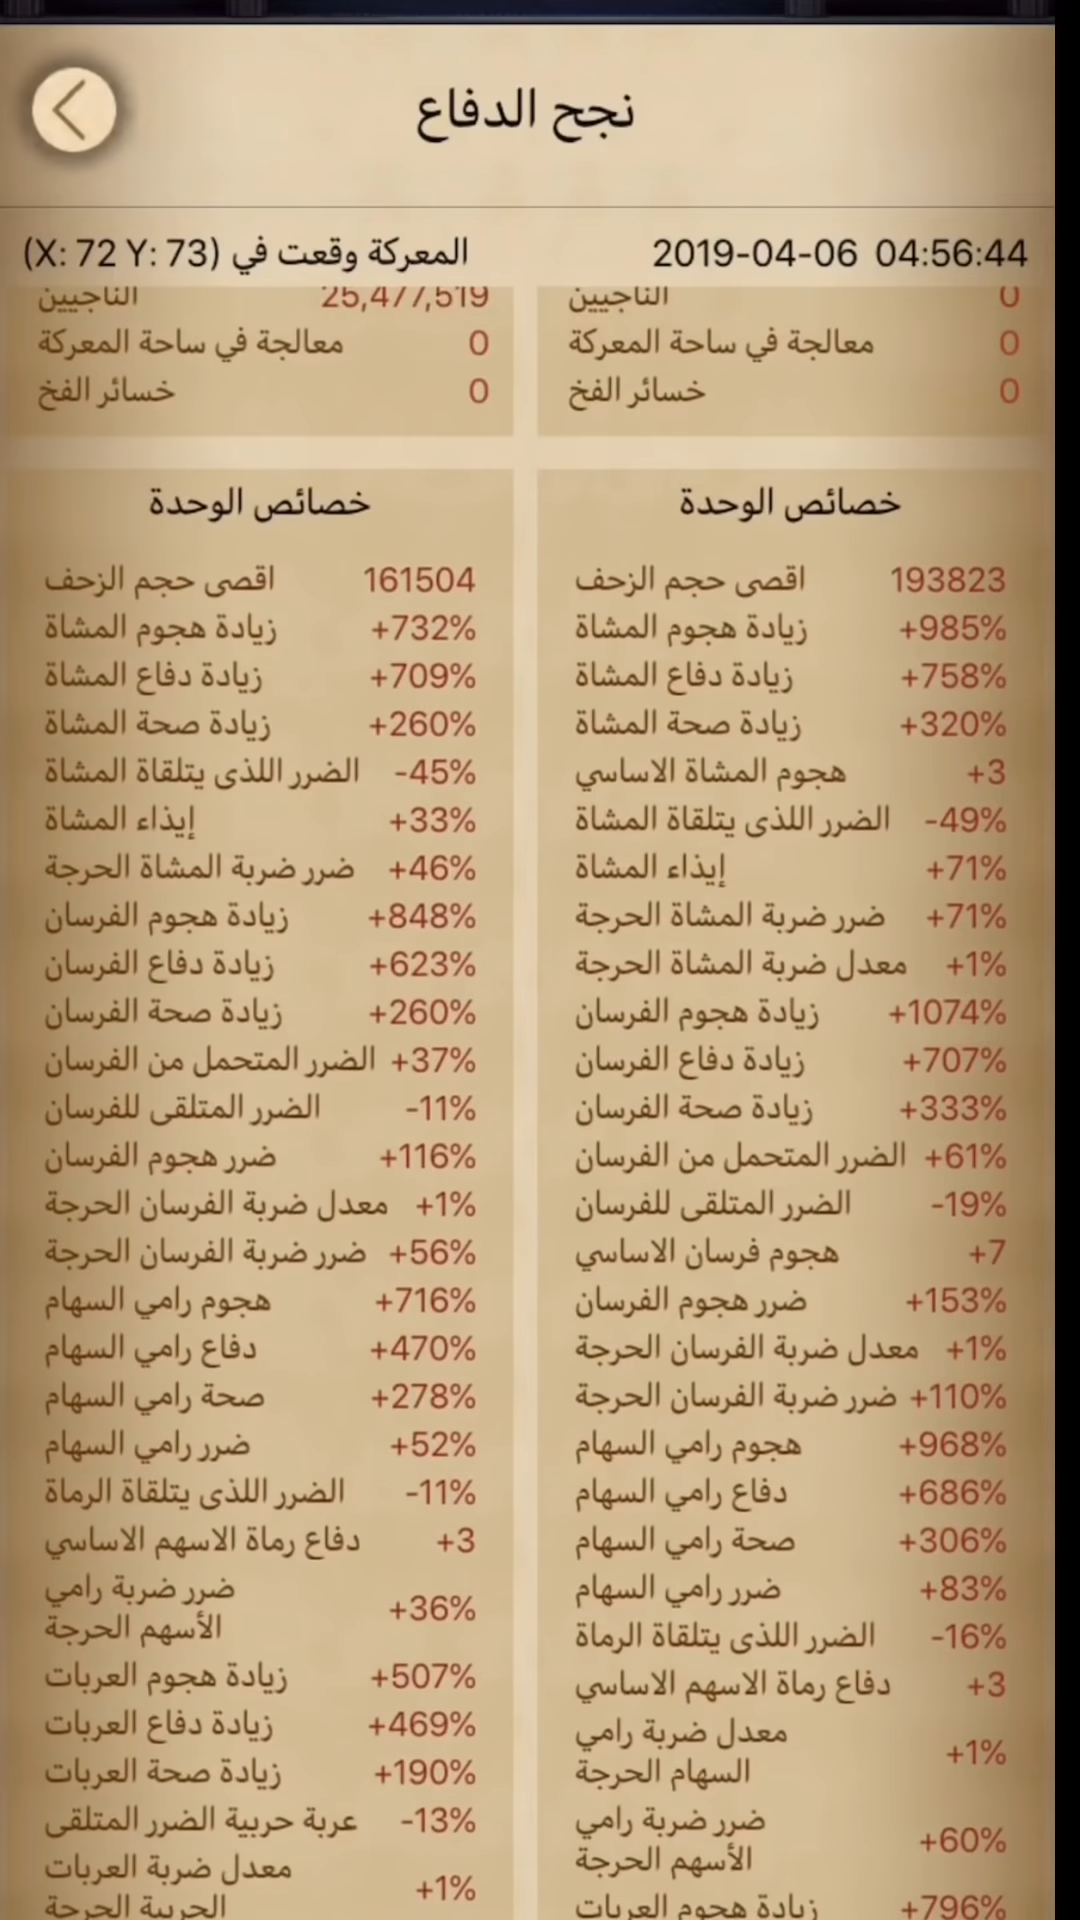 نجح الدفاع
المعركة وقعت في (X: 72 Y: 73)
2019-04-06 04:56:44
الناجيين 25,477,519
معالجة في ساحة المعركة 0
خسائر الفخ 0
خصائص الوحدة
اقصى حجم الزحف 161504
زيادة هجوم المشاة +732%
زيادة دفاع المشاة +709%
زيادة صحة المشاة +260%
الضرر اللذى يتلقاة المشاة -45%
إيذاء المشاة +33%
ضرر ضربة المشاة الحرجة +46%
زيادة هجوم الفرسان +848%
زيادة دفاع الفرسان +623%
زيادة صحة الفرسان +260%
الضرر المتحمل من الفرسان +37%
الضرر المتلقى للفرسان -11%
ضرر هجوم الفرسان +116%
معدل ضربة الفرسان الحرجة +1%
ضرر ضربة الفرسان الحرجة +56%
هجوم رامي السهام +716%
دفاع رامي السهام +470%
صحة رامي السهام +278%
ضرر رامي السهام +52%
الضرر اللذى يتلقاة الرماة -11%
دفاع رماة الاسهم الاساسي +3
ضرر ضربة رامي
الأسهم الحرجة +36%
زيادة هجوم العربات +507%
زيادة دفاع العربات +469%
زيادة صحة العربات +190%
عربة حربية الضرر المتلقى -13%
معدل ضربة العربات
الحربية الحرجة +1%
الناجيين 0
معالجة في ساحة المعركة 0
خسائر الفخ 0
خصائص الوحدة
اقصى حجم الزحف 193823
زيادة هجوم المشاة +985%
زيادة دفاع المشاة +758%
زيادة صحة المشاة +320%
هجوم المشاة الاساسي +3
الضرر اللذى يتلقاة المشاة -49%
إيذاء المشاة +71%
ضرر ضربة المشاة الحرجة +71%
معدل ضربة المشاة الحرجة +1%
زيادة هجوم الفرسان +1074%
زيادة دفاع الفرسان +707%
زيادة صحة الفرسان +333%
الضرر المتحمل من الفرسان +61%
الضرر المتلقى للفرسان -19%
هجوم فرسان الاساسي +7
ضرر هجوم الفرسان +153%
معدل ضربة الفرسان الحرجة +1%
ضرر ضربة الفرسان الحرجة +110%
هجوم رامي السهام +968%
دفاع رامي السهام +686%
صحة رامي السهام +306%
ضرر رامي السهام +83%
الضرر اللذى يتلقاة الرماة -16%
دفاع رماة الاسهم الاساسي +3
معدل ضربة رامي
السهام الحرجة +1%
ضرر ضربة رامي
الأسهم الحرجة +60%
زيادة هجوم العربات +796%